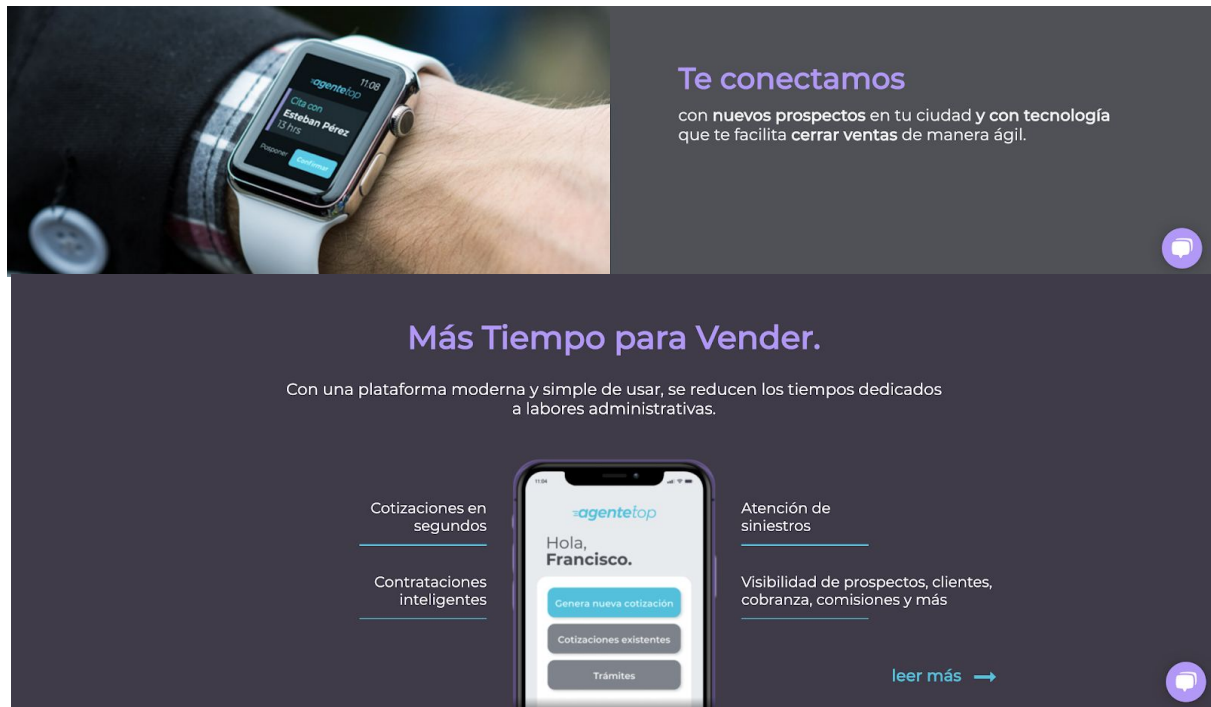 11:08
agentetop
Cita con
Esteban Pérez
13 hrs
Posponer
Confirmar
Te conectamos
con nuevos prospectos en tu ciudad y con tecnología
que te facilita cerrar ventas de manera ágil.
Más Tiempo para Vender.
Con una plataforma moderna y simple de usar, se reducen los tiempos dedicados
a labores administrativas.
Cotizaciones en
segundos
Contrataciones
inteligentes
11:04
agentetop
Hola,
Francisco.
Genera nueva cotización
Cotizaciones existentes
Trámites
Atención de
siniestros
Visibilidad de prospectos, clientes,
cobranza, comisiones y más
leer más